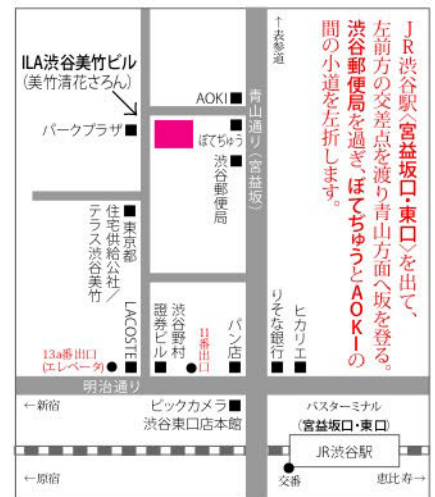 JR渋谷駅〈宮益坂口・東口〉を出て、
左前方の交差点を渡り青山方面へ坂を登る。
渋谷郵便局を過ぎ、ぼてぢゅうとAOKIの
間の小道を左折します。
↑表参道
ILA渋谷美竹ビル
(美竹清花さろん)
AOKI
青山通り(宮益坂)
パークプラザ
ぼてぢゅう
渋谷郵便局
東京都
住宅供給公社/
テラス渋谷美竹
LACOSTE
渋谷野村
證券ビル
11番出口
パン店
りそな銀行
ヒカリエ
13a番出口
(エレベータ)
明治通り
←新宿
ビックカメラ
渋谷東口店本館
バスターミナル
(宮益坂口・東口)
JR渋谷駅
←原宿
交番
恵比寿→